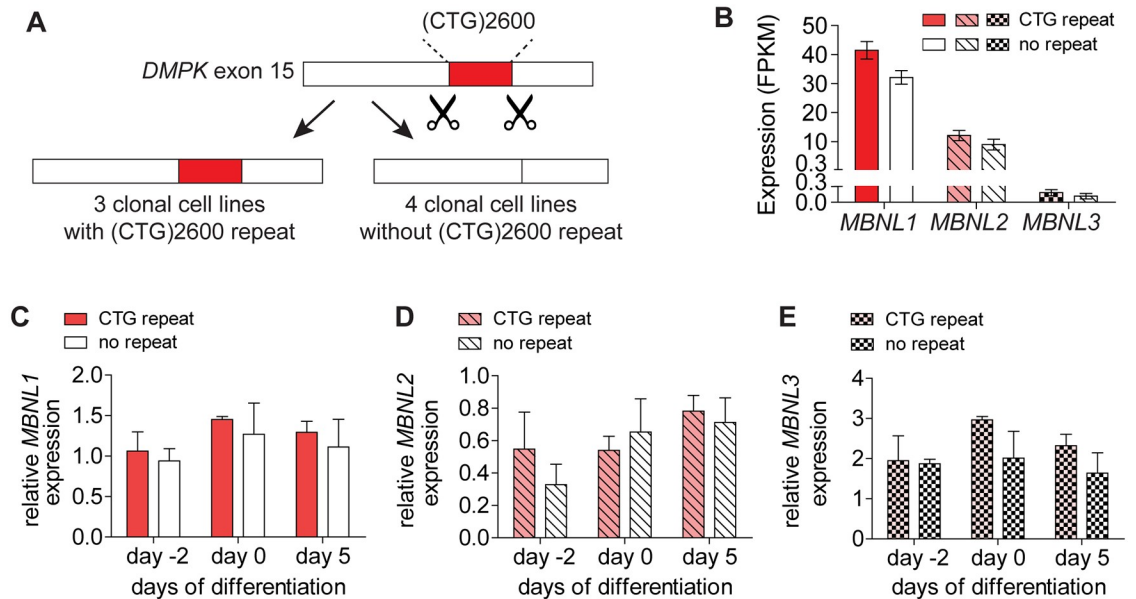 A
(CTG)2600
DMPK exon 15
3 clonal cell lines
with (CTG)2600 repeat
4 clonal cell lines
without (CTG)2600 repeat
B
CTG repeat
no repeat
Expression (FPKM)
50
40
30
20
10
0.3
0.3
0.0
MBNL1 MBNL2 MBNL3
C
CTG repeat
no repeat
relative MBNL1
expression
2.0
1.5
1.0
0.5
0.0
day -2 day 0 day 5
days of differentiation
D
CTG repeat
no repeat
relative MBNL2
expression
1.0
0.8
0.6
0.4
0.2
0.0
day -2 day 0 day 5
days of differentiation
E
CTG repeat
no repeat
relative MBNL3
expression
4
3
2
1
0
day -2 day 0 day 5
days of differentiation